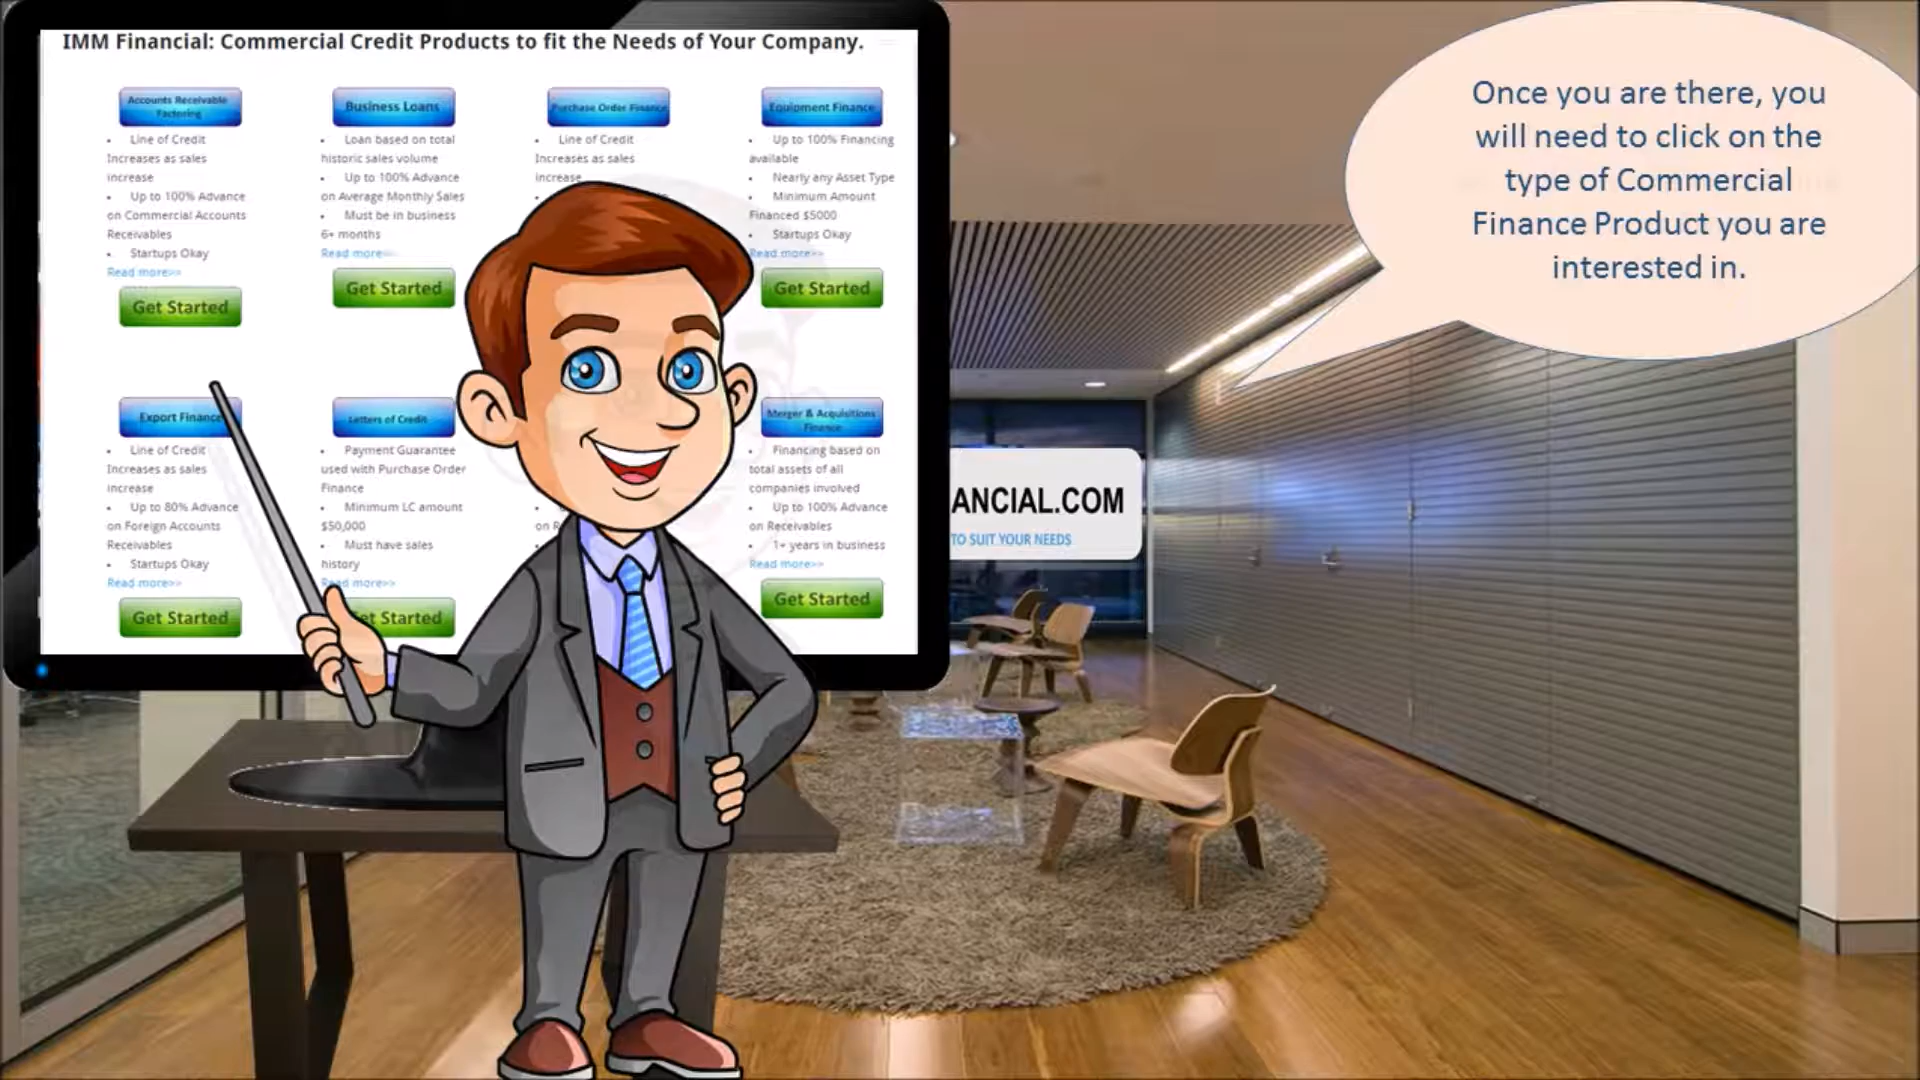 IMM Financial: Commercial Credit Products to fit the Needs of Your Company.
Accounts Receivable
Factoring
• Line of Credit
Increases as sales
increase
• Up to 100% Advance
on Commercial Accounts
Receivables
• Startups Okay
Read more>>
Get Started
Business Loans
• Loan based on total
historic sales volume
• Up to 100% Advance
on Average Monthly Sales
• Must be in business
6+ months
Read more>>
Get Started
Purchase Order Finance
• Line of Credit
Increases as sales
increase
Equipment Finance
• Up to 100% Financing
available
• Nearly any Asset Type
• Minimum Amount
Financed $5000
• Startups Okay
Read more>>
Get Started
Export Finance
• Line of Credit
Increases as sales
increase
• Up to 80% Advance
on Foreign Accounts
Receivables
• Startups Okay
Read more>>
Get Started
Letters of Credit
• Payment Guarantee
used with Purchase Order
Finance
• Minimum LC amount
$50,000
• Must have sales
history
Read more>>
Get Started
on
Merger & Acquisitions
Finance
• Financing based on
total assets of all
companies involved
• Up to 100% Advance
on Receivables
• 1+ years in business
Read more>>
Get Started
Once you are there, you
will need to click on the
type of Commercial
Finance Product you are
interested in.
ANCIAL.COM
TO SUIT YOUR NEEDS